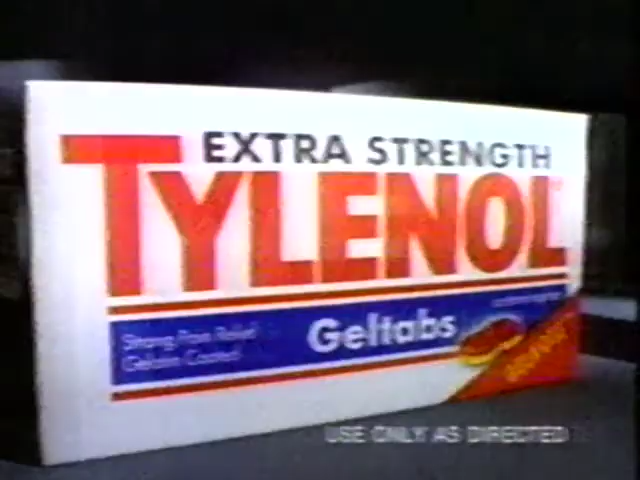 EXTRA STRENGTH
TYLENOL
Strong Pain Relief
Geltabs
Gelatin Coated
USE ONLY AS DIRECTED